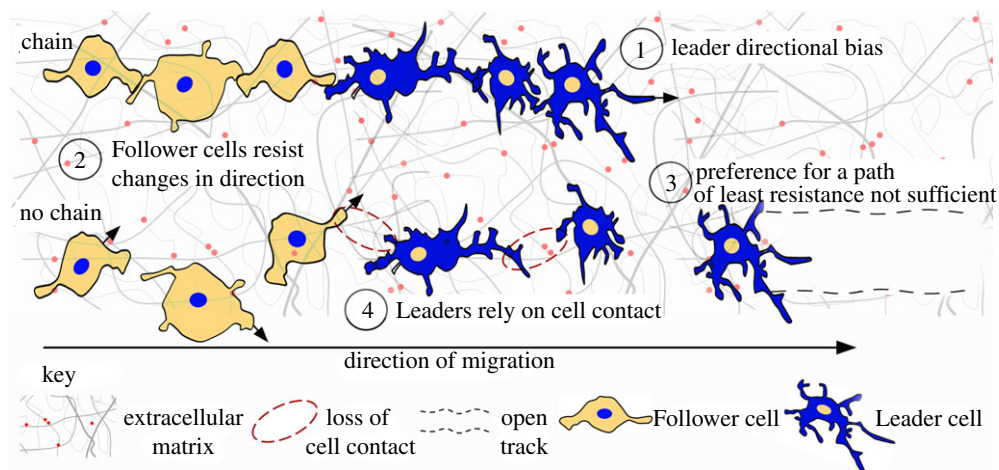 chain
1 leader directional bias
2 Follower cells resist
changes in direction
3 preference for a path
of least resistance not sufficient
no chain
4 Leaders rely on cell contact
direction of migration
key
extracellular
matrix
loss of
cell contact
open
track
Follower cell
Leader cell